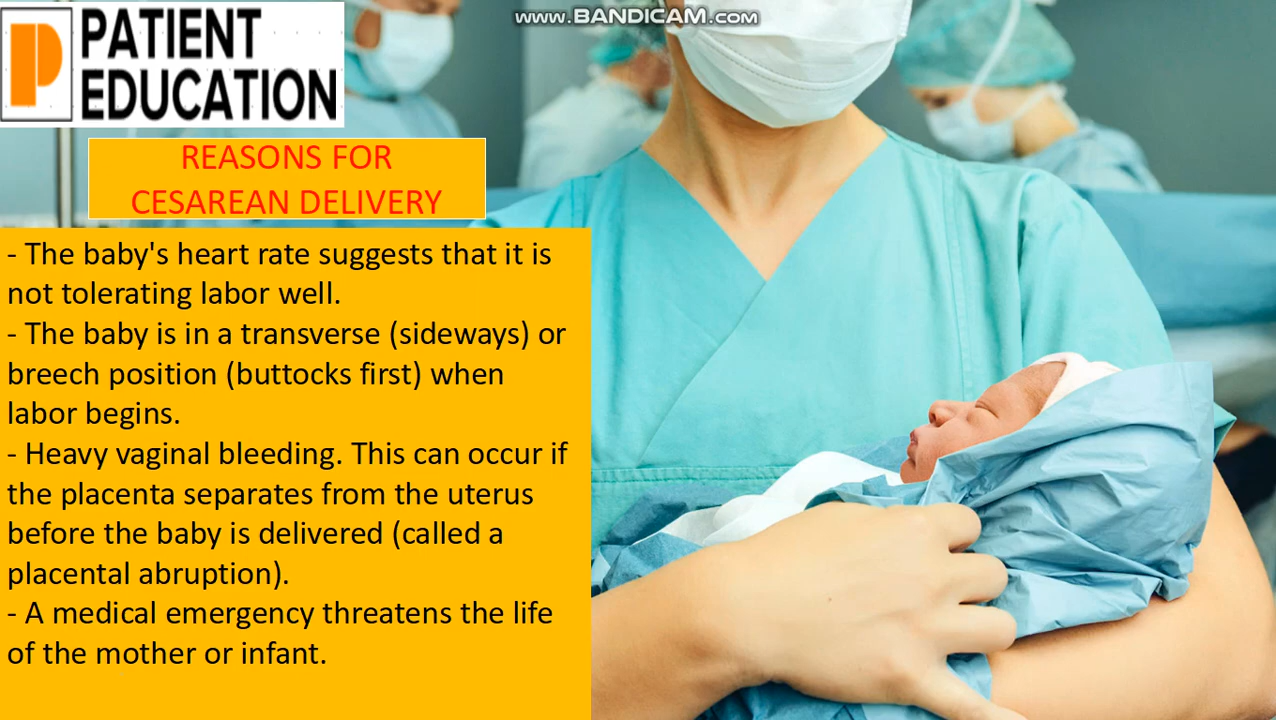 www.BANDICAM.com
PATIENT
EDUCATION
REASONS FOR
CESAREAN DELIVERY
- The baby's heart rate suggests that it is
not tolerating labor well.
- The baby is in a transverse (sideways) or
breech position (buttocks first) when
labor begins.
- Heavy vaginal bleeding. This can occur if
the placenta separates from the uterus
before the baby is delivered (called a
placental abruption).
- A medical emergency threatens the life
of the mother or infant.